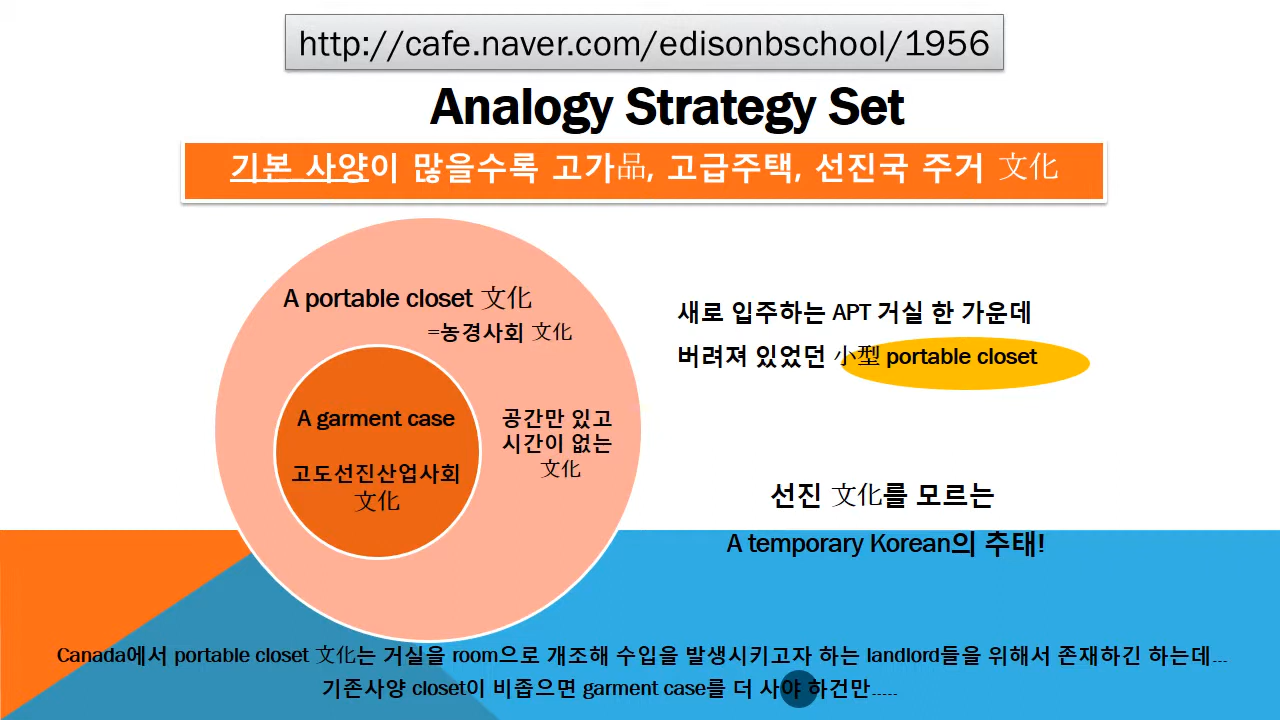 http://cafe.naver.com/edisonbschool/1956
Analogy Strategy Set
기본 사양이 많을수록 고가品, 고급주택, 선진국 주거 文化
A portable closet 文化
=농경사회 文化
A garment case
고도선진산업사회
文化
공간만 있고
시간이 없는
文化
새로 입주하는 APT 거실 한 가운데
버려져 있었던 小型 portable closet
선진 文化를 모르는
A temporary Korean의 추태!
Canada에서 portable closet 文化는 거실을 room으로 개조해 수입을 발생시키고자 하는 landlord들을 위해서 존재하긴 하는데...
기존사양 closet이 비좁으면 garment case를 더 사야 하건만.....